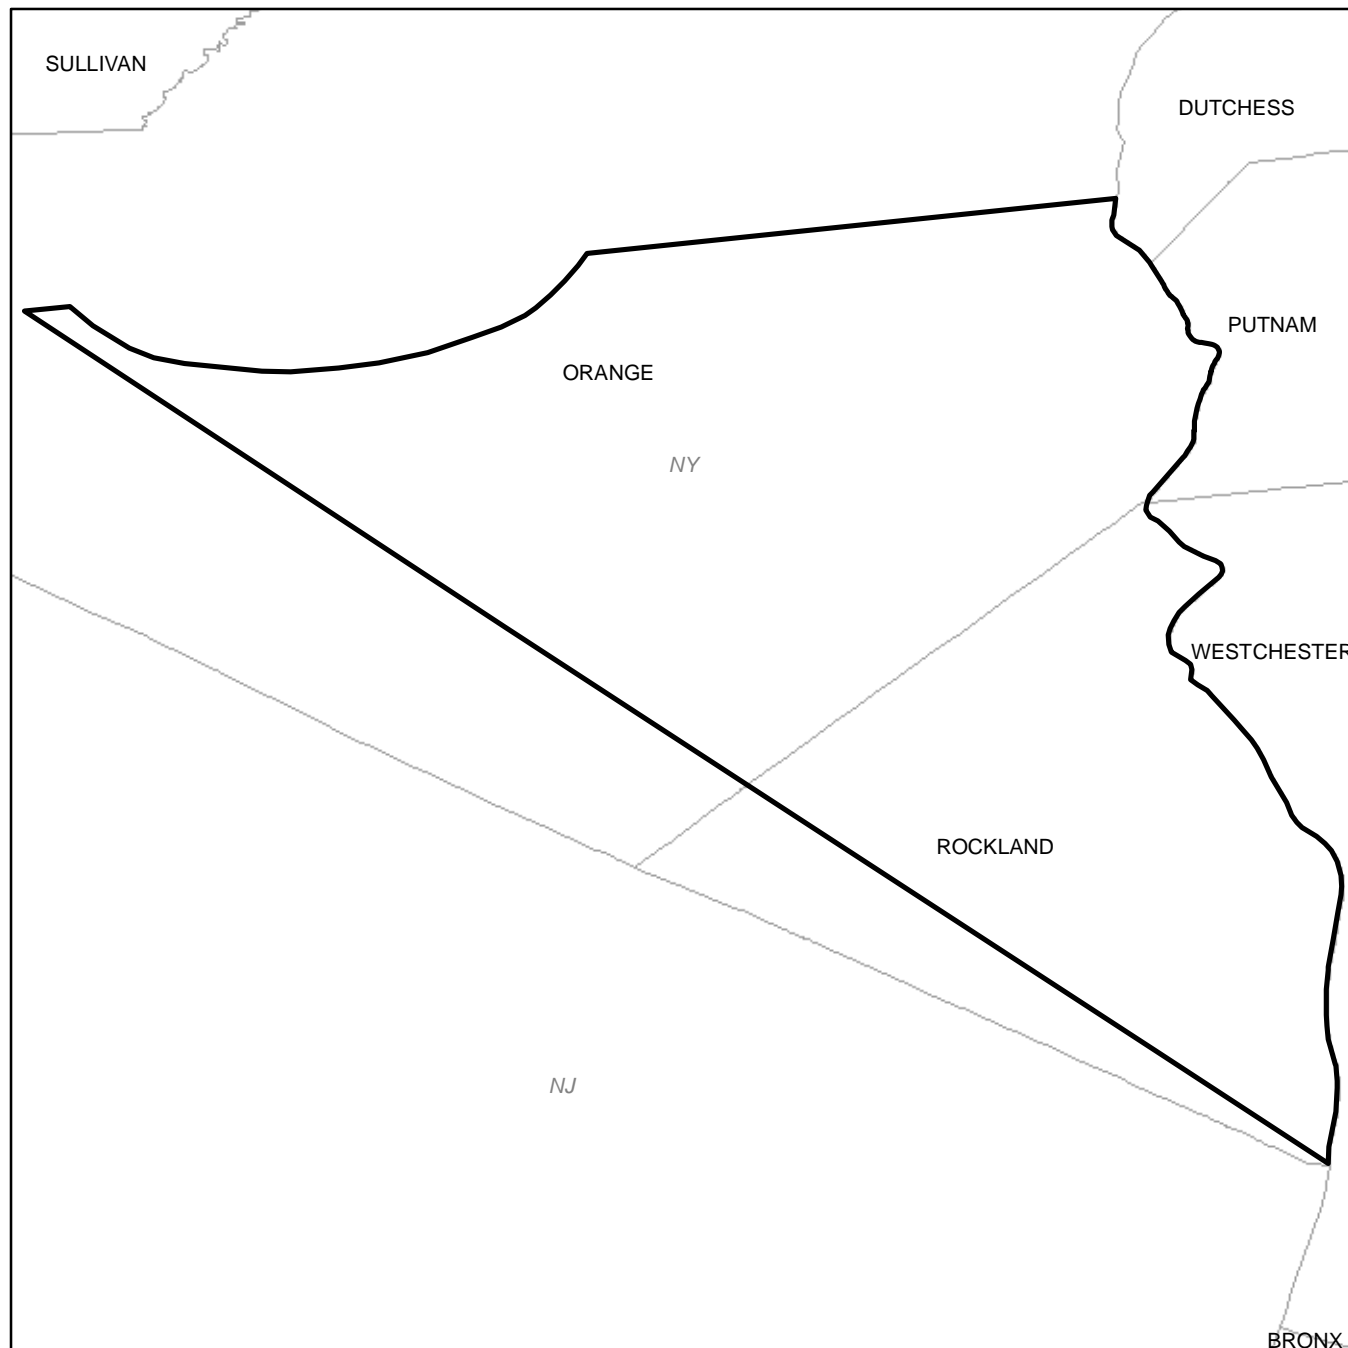 SULLIVAN
DUTCHESS
PUTNAM
ORANGE
NY
WESTCHESTER
ROCKLAND
NJ
BRONX